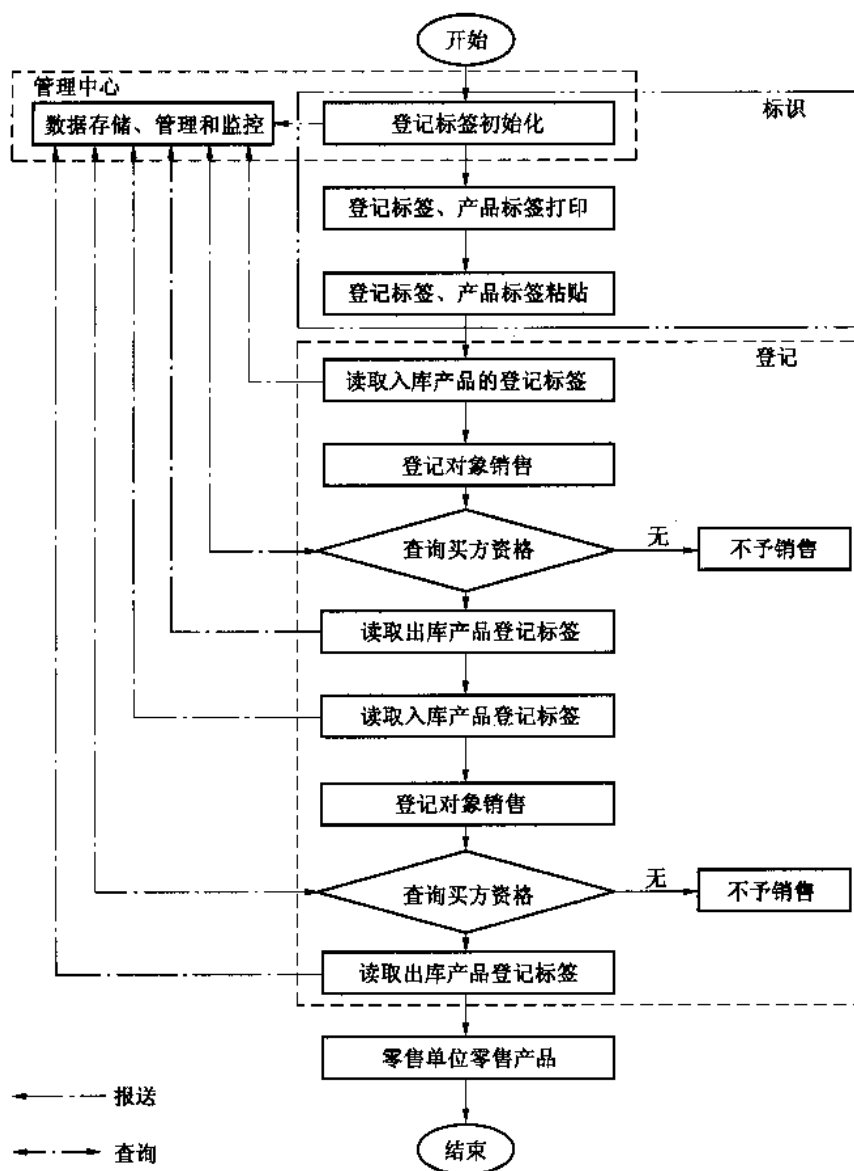 开始
管理中心
标识
数据存储、管理和监控
登记标签初始化
登记标签、产品标签打印
登记标签、产品标签粘贴
登记
读取入库产品的登记标签
登记对象销售
查询买方资格
无
不予销售
读取出库产品登记标签
读取入库产品登记标签
登记对象销售
查询买方资格
无
不予销售
读取出库产品登记标签
零售单位零售产品
报送
查询
结束